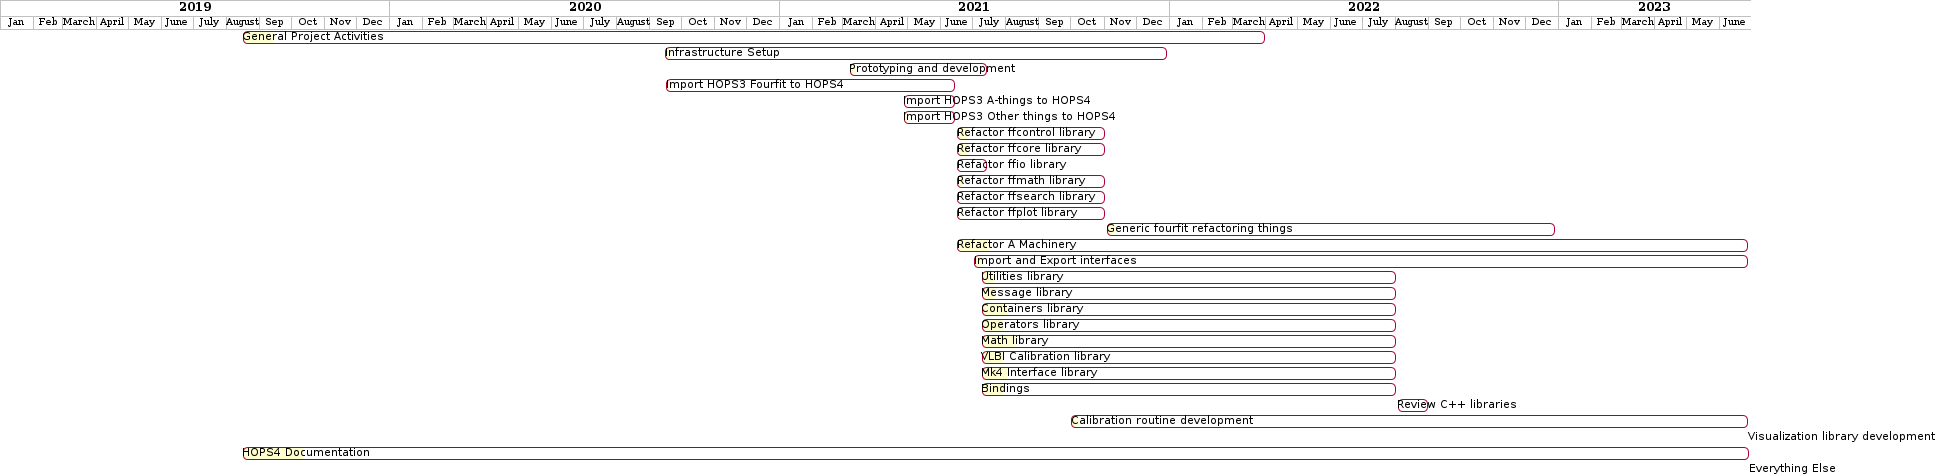 2019 2020 2021 2022 2023
Jan Feb March April May June July August Sep Oct Nov Dec Jan Feb March April May June July August Sep Oct Nov Dec Jan Feb March April May June July August Sep Oct Nov Dec Jan Feb March April May June July August Sep Oct Nov Dec Jan Feb March April May June
General Project Activities
Infrastructure Setup
Prototyping and development
Import HOPS3 Fourfit to HOPS4
Import HOPS3 A-things to HOPS4
Import HOPS3 Other things to HOPS4
Refactor ffcontrol library
Refactor ffcore library
Refactor ffio library
Refactor ffmath library
Refactor ffsearch library
Refactor ffplot library
Generic fourfit refactoring things
Refactor A Machinery
Import and Export interfaces
Utilities library
Message library
Containers library
Operators library
Math library
VLBI Calibration library
Mk4 Interface library
Bindings
Review C++ libraries
Calibration routine development
Visualization library development
HOPS4 Documentation
Everything Else